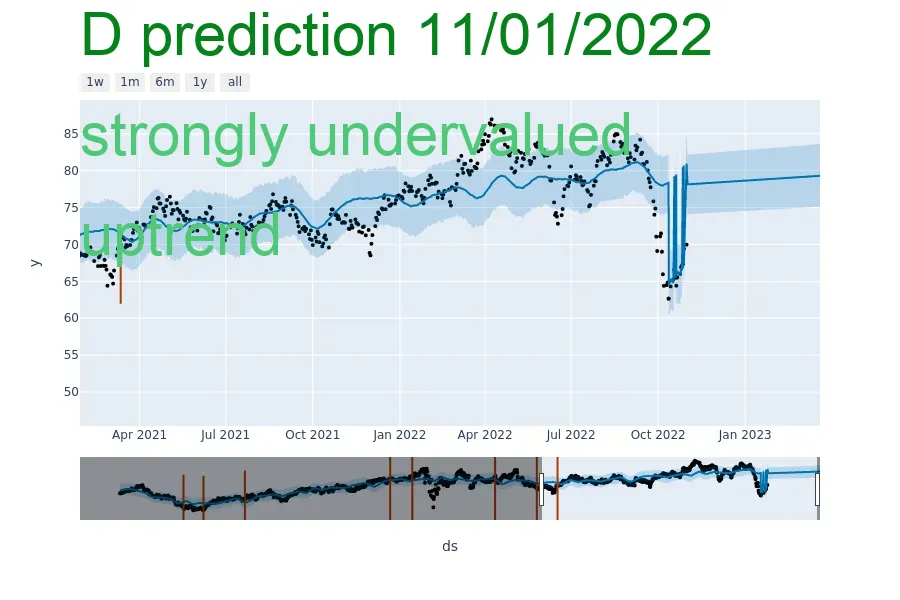 D prediction 11/01/2022
1w 1m 6m 1y all
strongly undervalued
uptrend
y
85
80
75
70
65
60
55
50
Apr 2021 Jul 2021 Oct 2021 Jan 2022 Apr 2022 Jul 2022 Oct 2022 Jan 2023
ds